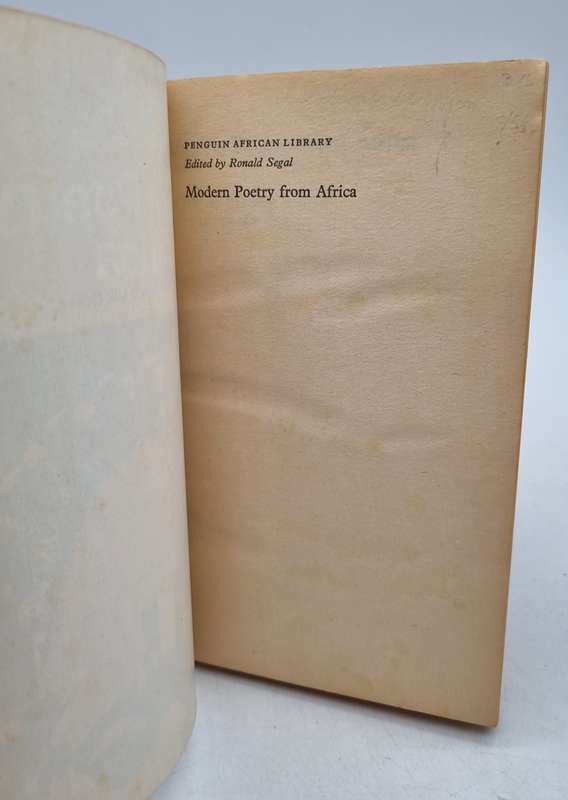 PENGUIN AFRICAN LIBRARY
Edited by Ronald Segal
Modern Poetry from Africa